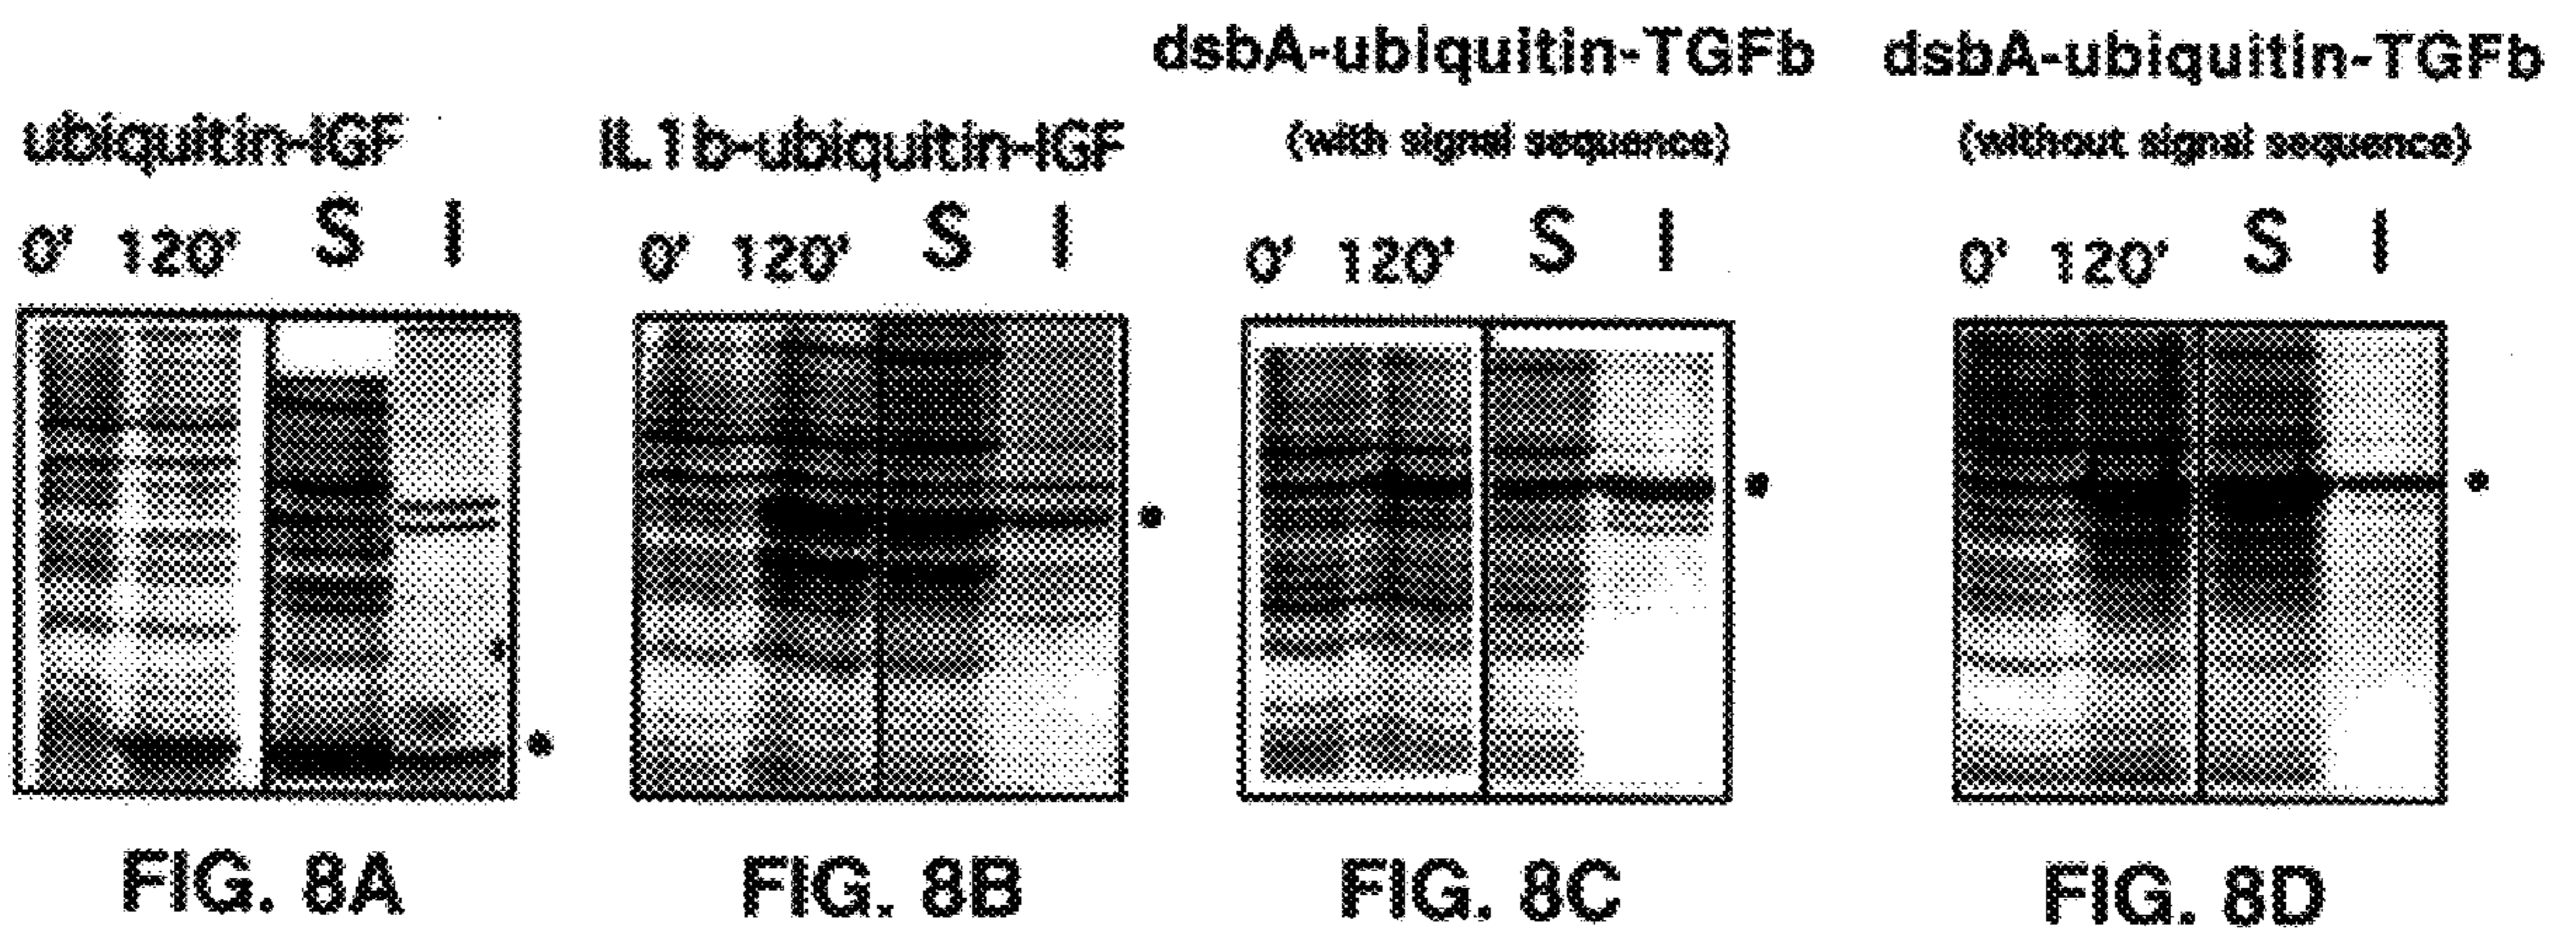 ubiquitin-IGF
0' 120' S I
FIG. 8A
IL1b-ubiquitin-IGF
0' 120' S I
FIG. 8B
dsbA-ubiquitin-TGFb
(with signal sequence)
0' 120' S I
FIG. 8C
dsbA-ubiquitin-TGFb
(without signal sequence)
0' 120' S I
FIG. 8D